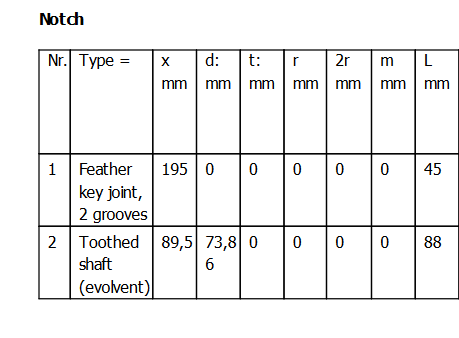 Notch
Nr. Type = x d: t: r 2r m L
mm mm mm mm mm mm mm
1 Feather 195 0 0 0 0 0 45
key joint,
2 grooves
2 Toothed 89,5 73,8 0 0 0 0 88
shaft 6
(evolvent)